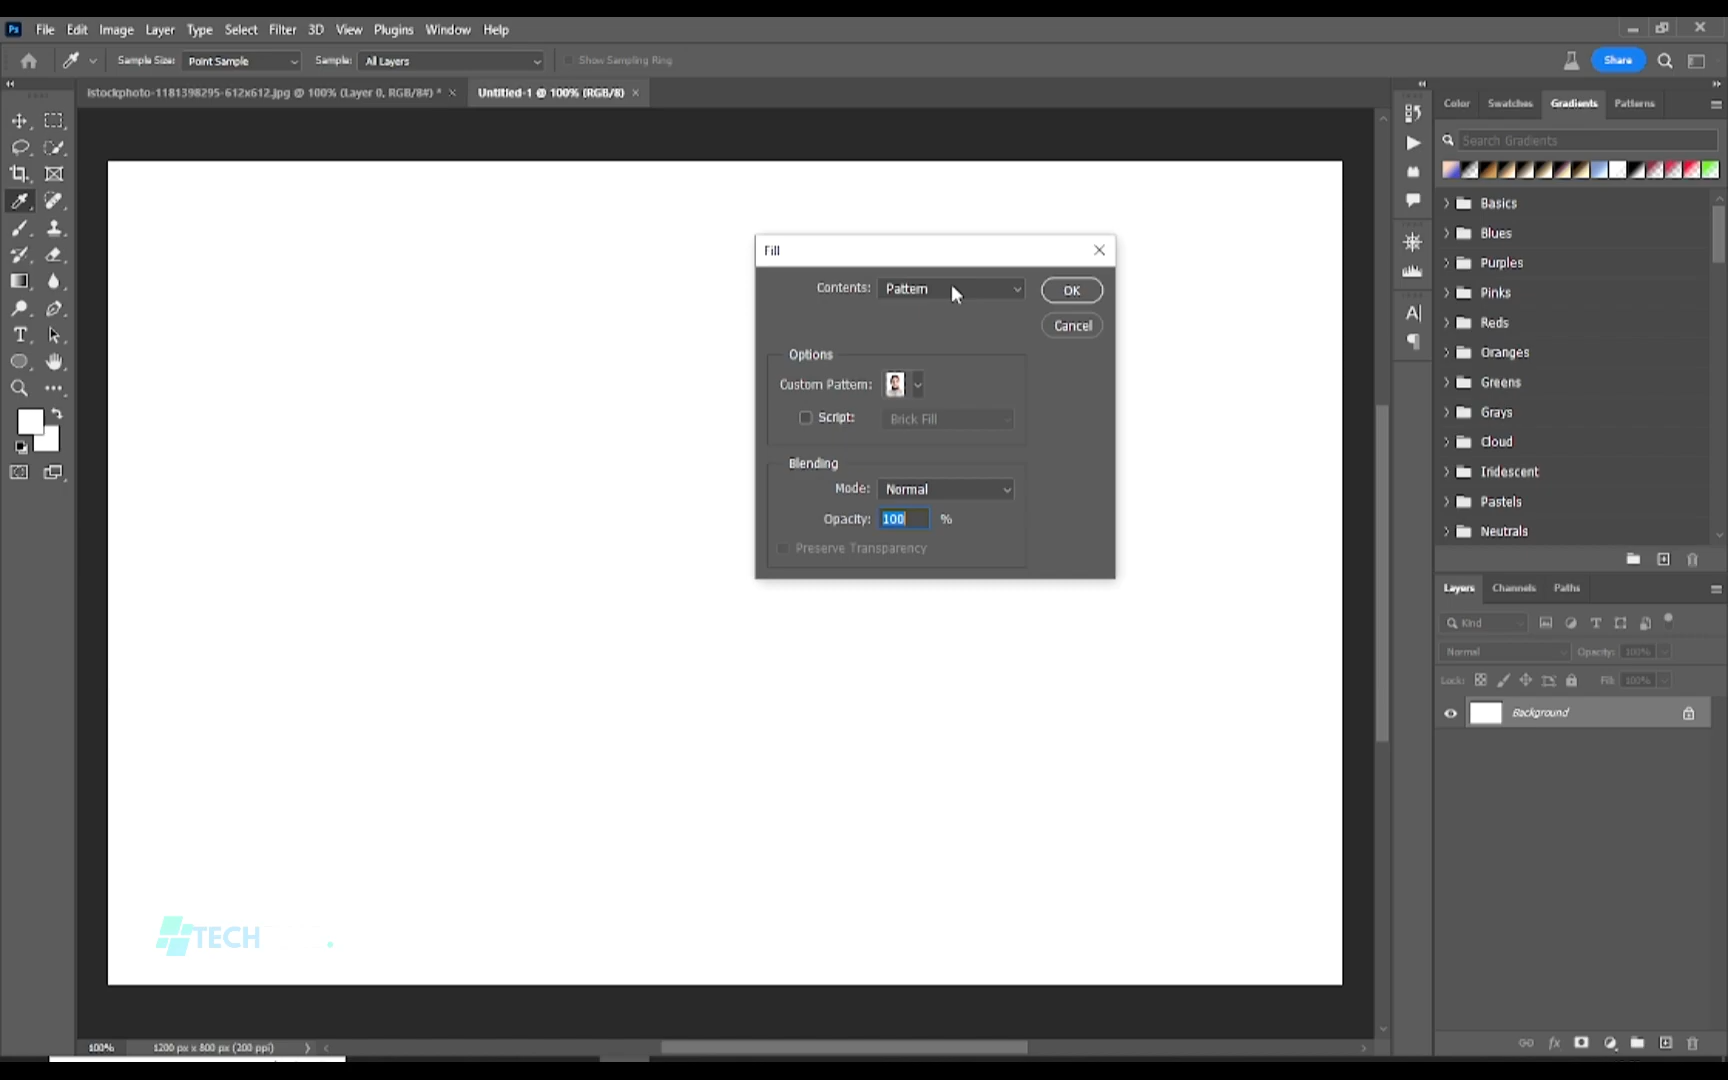 Ps File Edit Image Layer Type Select Filter 3D View Plugins Window Help
Sample Size: Point Sample Sample: All Layers Show Sampling Ring Share
istockphoto-1181398295-612x612.jpg @ 100% (Layer 0, RGB/8#) * × Untitled-1 @ 100% (RGB/8) ×
Color Swatches Gradients Patterns
Search Gradients
Basics
Blues
Purples
Pinks
Reds
Oranges
Greens
Grays
Cloud
Iridescent
Pastels
Neutrals
Fill
Contents: Pattern OK
Cancel
Options
Custom Pattern:
Script: Brick Fill
Blending
Mode: Normal
Opacity: 100 %
Preserve Transparency
Layers Channels Paths
Kind
Normal Opacity: 100%
Lock: Fill: 100%
Background
TECH
100% 1200 px x 800 px (200 ppi)